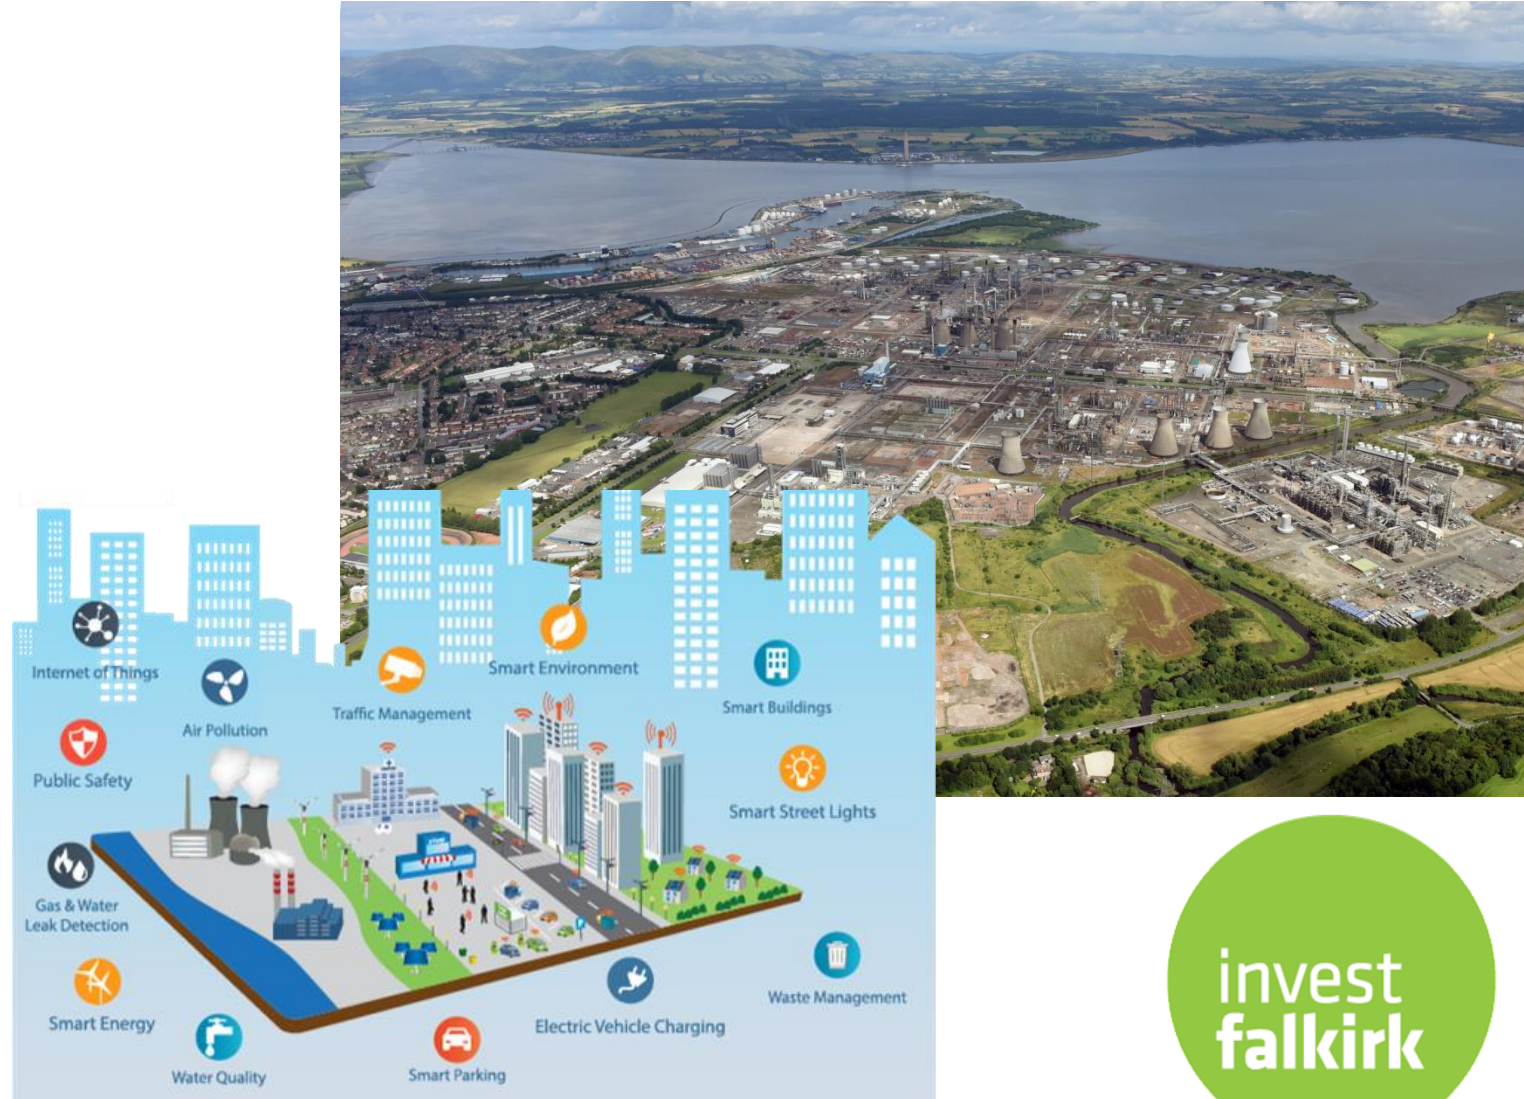 Internet of Things
Air Pollution
Traffic Management
Smart Environment
Smart Buildings
Public Safety
Smart Street Lights
Gas & Water
Leak Detection
Smart Energy
Water Quality
Smart Parking
Electric Vehicle Charging
Waste Management
invest
falkirk